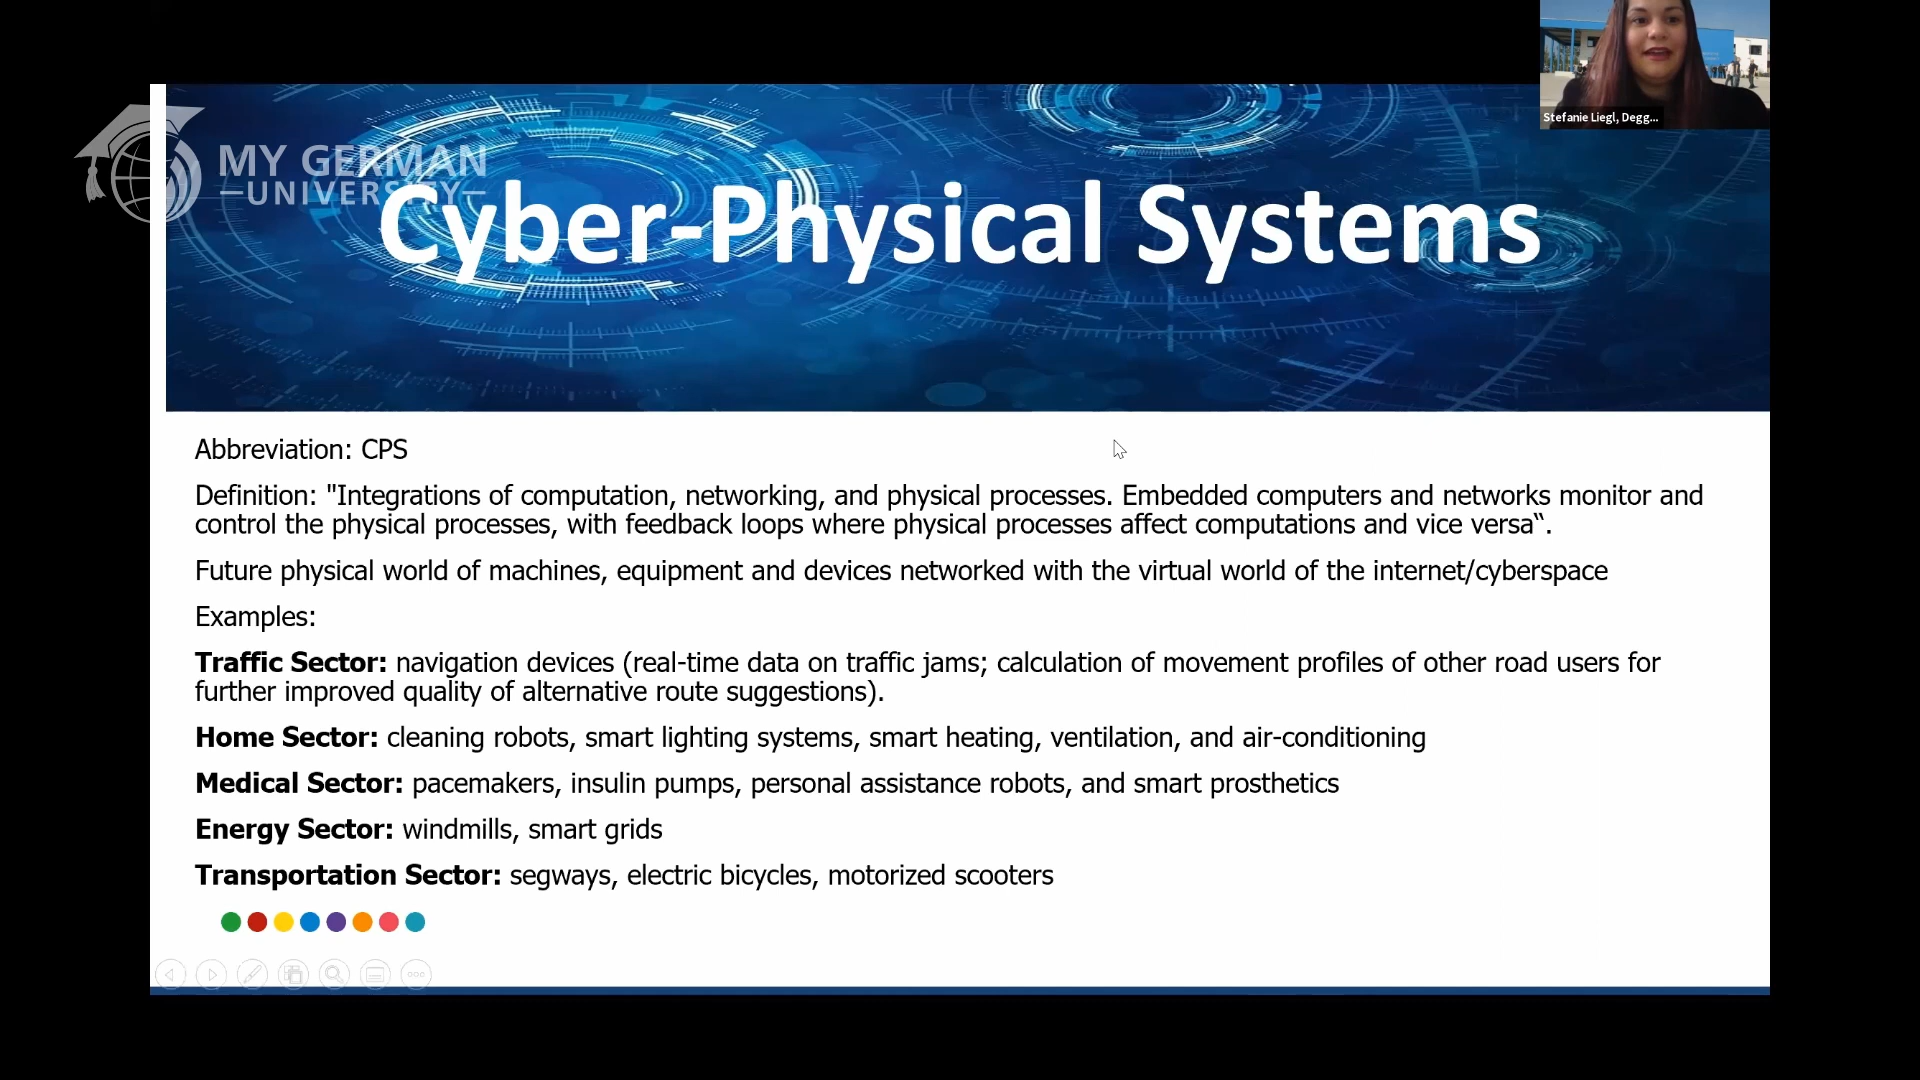 Stefanie Liegl, Degg...
MY GERMAN
UNIVERSITY
Cyber-Physical Systems
Abbreviation: CPS
Definition: "Integrations of computation, networking, and physical processes. Embedded computers and networks monitor and
control the physical processes, with feedback loops where physical processes affect computations and vice versa“.
Future physical world of machines, equipment and devices networked with the virtual world of the internet/cyberspace
Examples:
Traffic Sector: navigation devices (real-time data on traffic jams; calculation of movement profiles of other road users for
further improved quality of alternative route suggestions).
Home Sector: cleaning robots, smart lighting systems, smart heating, ventilation, and air-conditioning
Medical Sector: pacemakers, insulin pumps, personal assistance robots, and smart prosthetics
Energy Sector: windmills, smart grids
Transportation Sector: segways, electric bicycles, motorized scooters